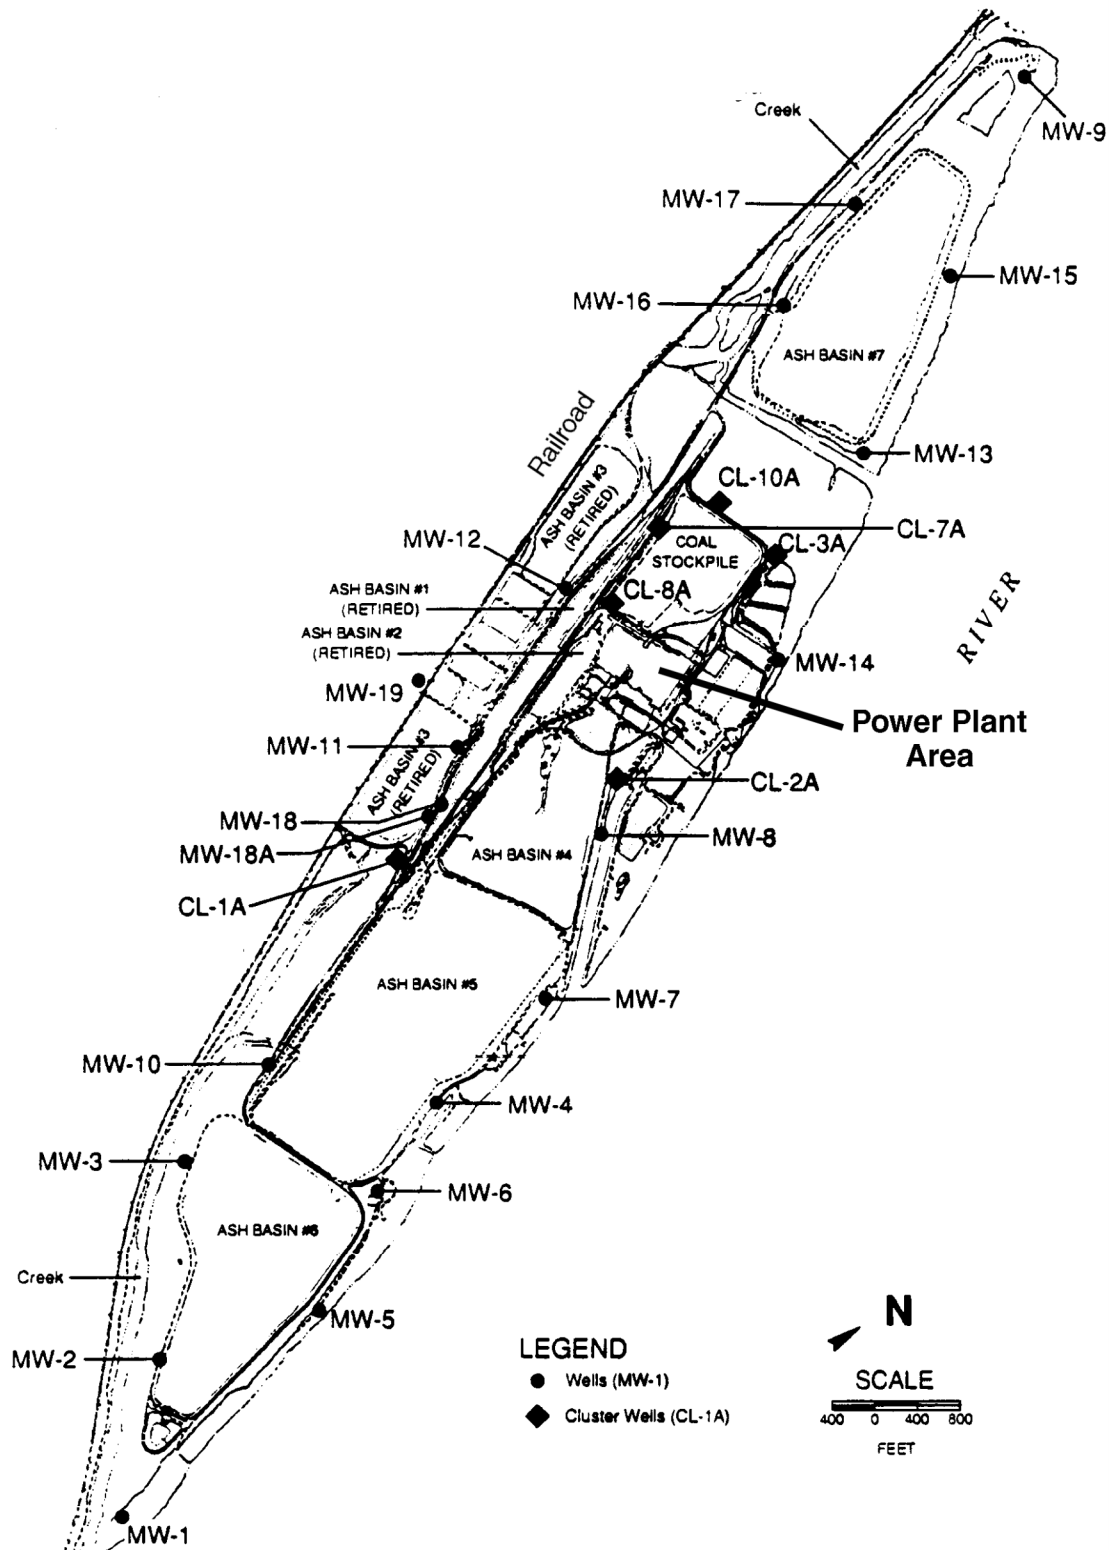 Creek
MW-9
MW-17
MW-15
MW-16
ASH BASIN #7
Railroad
MW-13
CL-10A
ASH BASIN #3
(RETIRED)
CL-7A
MW-12
COAL
STOCKPILE
CL-3A
ASH BASIN #1
(RETIRED)
CL-8A
RIVER
ASH BASIN #2
(RETIRED)
MW-14
MW-19
Power Plant
Area
MW-11
ASH BASIN #3
(RETIRED)
CL-2A
MW-18
MW-8
MW-18A
ASH BASIN #4
CL-1A
ASH BASIN #5
MW-7
MW-10
MW-4
MW-3
MW-6
ASH BASIN #6
Creek
MW-5
MW-2
N
LEGEND
Wells (MW-1)
Cluster Wells (CL-1A)
SCALE
400 0 400 800
FEET
MW-1